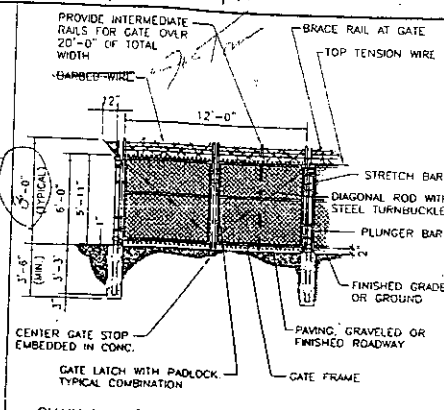 PROVIDE INTERMEDIATE
RAILS FOR GATE OVER
20'-0" OF TOTAL
WIDTH
BARBED WIRE
BRACE RAIL AT GATE
TOP TENSION WIRE
12"
12'-0"
(TYPICAL)
6'-0"
5'-11"
1"
STRETCH BAR
DIAGONAL ROD WITH
STEEL TURNBUCKLE
PLUNGER BAR
2"
3'-6"
(MIN.)
3'-3"
3"
FINISHED GRADE
OR GROUND
CENTER GATE STOP
EMBEDDED IN CONC.
PAVING, GRAVELED OR
FINISHED ROADWAY
GATE LATCH WITH PADLOCK.
TYPICAL COMBINATION
GATE FRAME